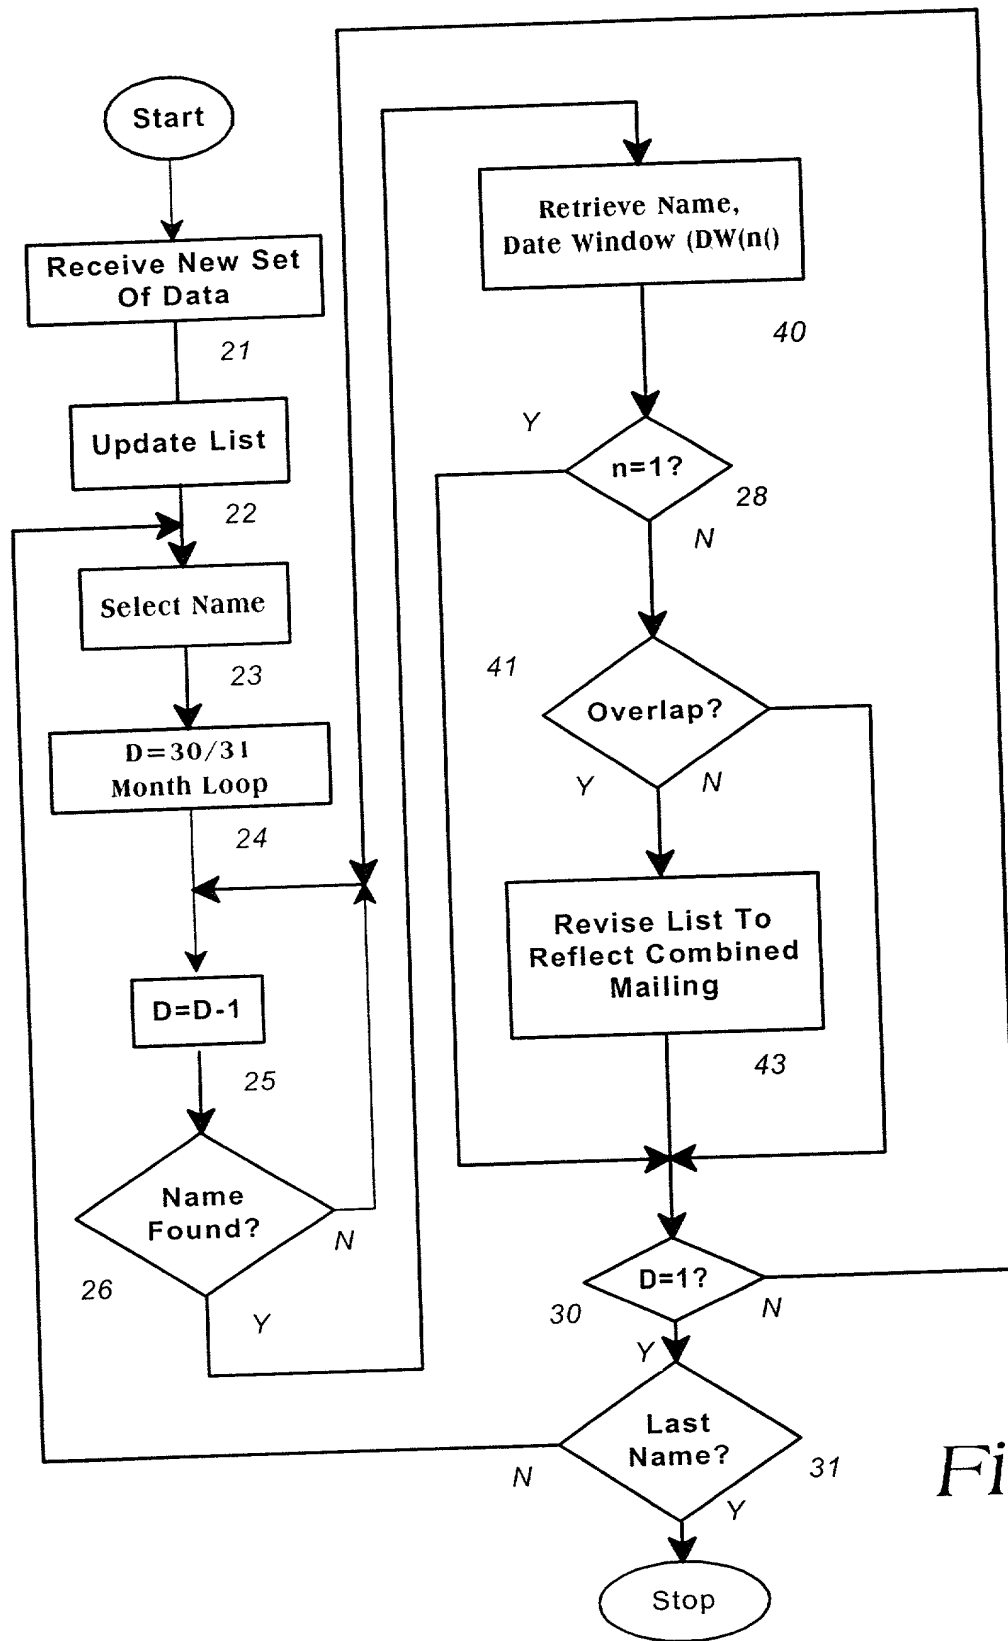 Start
Receive New Set
Of Data
21
Update List
22
Select Name
23
D=30/31
Month Loop
24
D=D-1
25
Name
Found?
N
26
Y
Retrieve Name,
Date Window (DW(n()
40
Y
n=1?
28
N
41
Overlap?
Y
N
Revise List To
Reflect Combined
Mailing
43
D=1?
30
N
Y
Last
Name?
N
31
Y
Stop
Fi